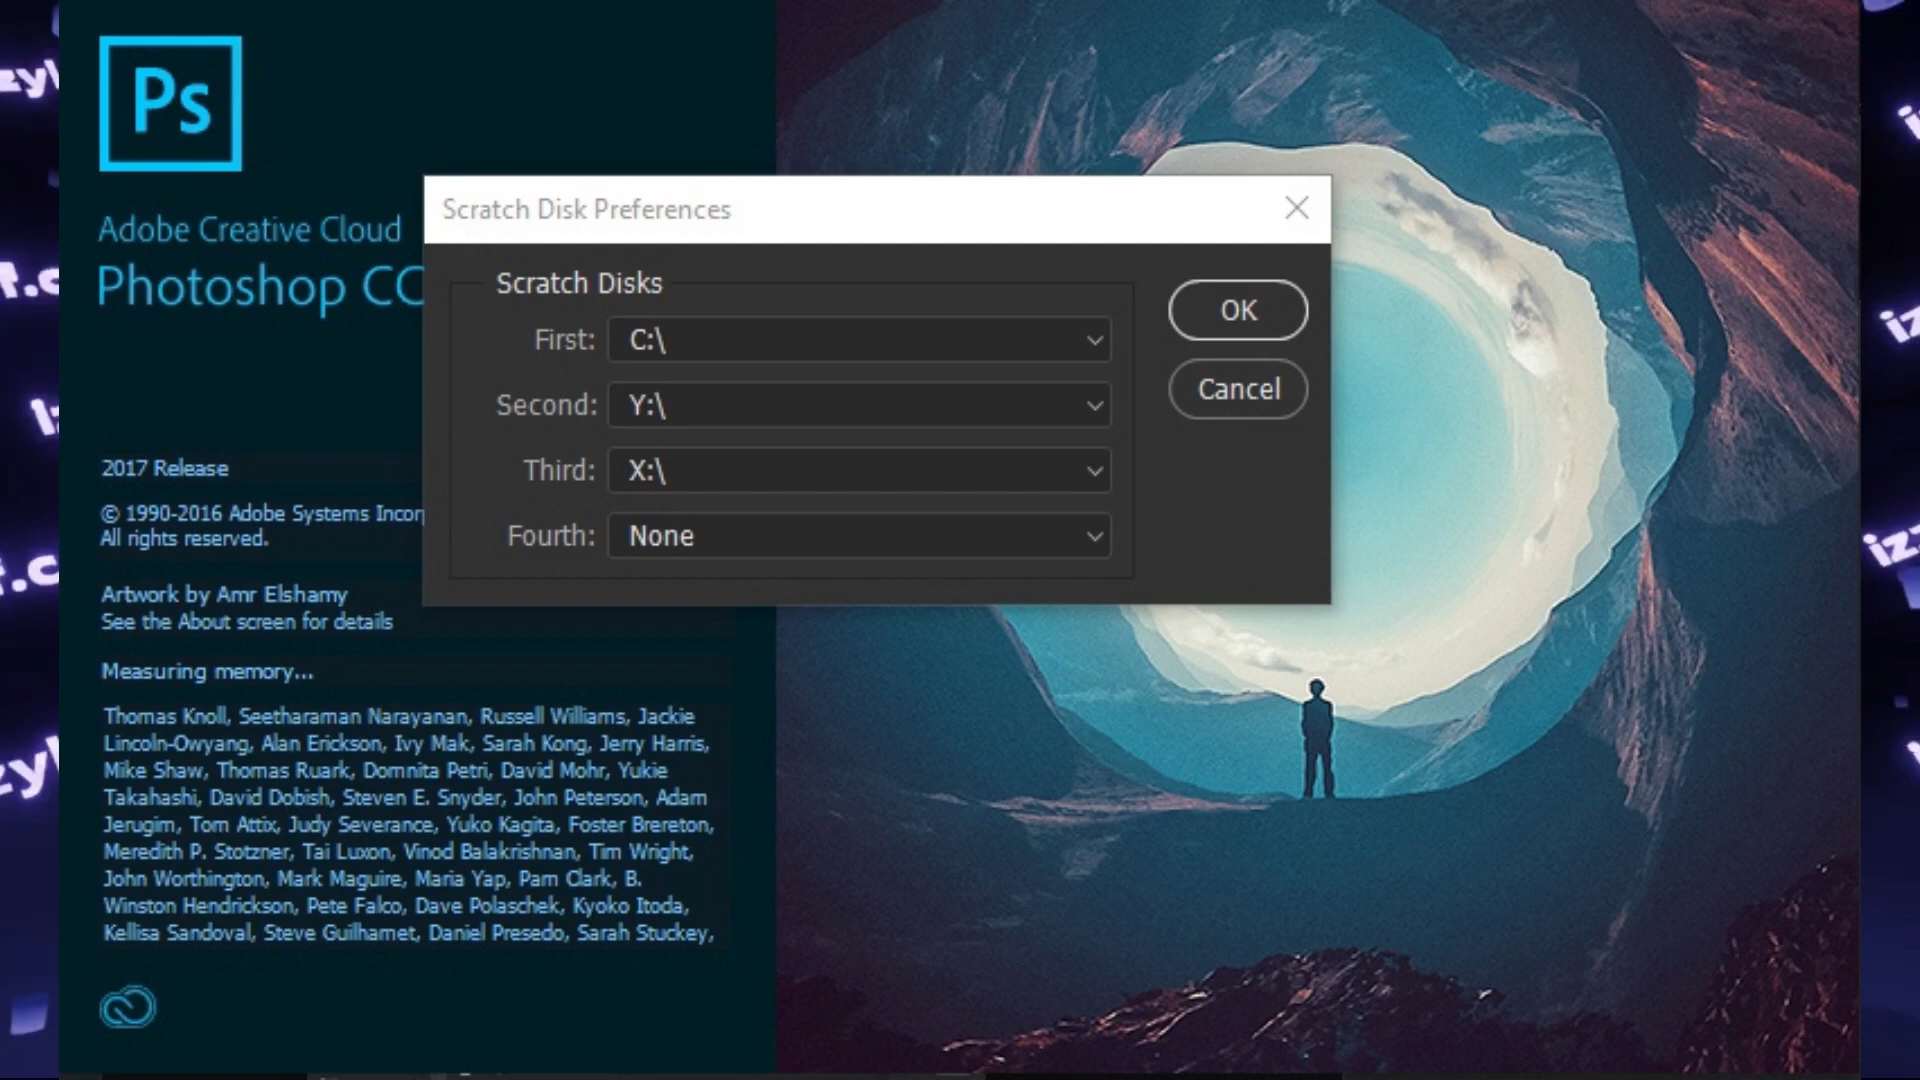 Ps
Adobe Creative Cloud
Photoshop CC
Scratch Disk Preferences
Scratch Disks
First: C:\
Second: Y:\
Third: X:\
Fourth: None
OK
Cancel
2017 Release
© 1990-2016 Adobe Systems Incorp
All rights reserved.
Artwork by Amr Elshamy
See the About screen for details
Measuring memory...
Thomas Knoll, Seetharaman Narayanan, Russell Williams, Jackie
Lincoln-Owyang, Alan Erickson, Ivy Mak, Sarah Kong, Jerry Harris,
Mike Shaw, Thomas Ruark, Domnita Petri, David Mohr, Yukie
Takahashi, David Dobish, Steven E. Snyder, John Peterson, Adam
Jerugim, Tom Attix, Judy Severance, Yuko Kagita, Foster Brereton,
Meredith P. Stotzner, Tai Luxon, Vinod Balakrishnan, Tim Wright,
John Worthington, Mark Maguire, Maria Yap, Pam Clark, B.
Winston Hendrickson, Pete Falco, Dave Polaschek, Kyoko Itoda,
Kellisa Sandoval, Steve Guilhamet, Daniel Presedo, Sarah Stuckey,